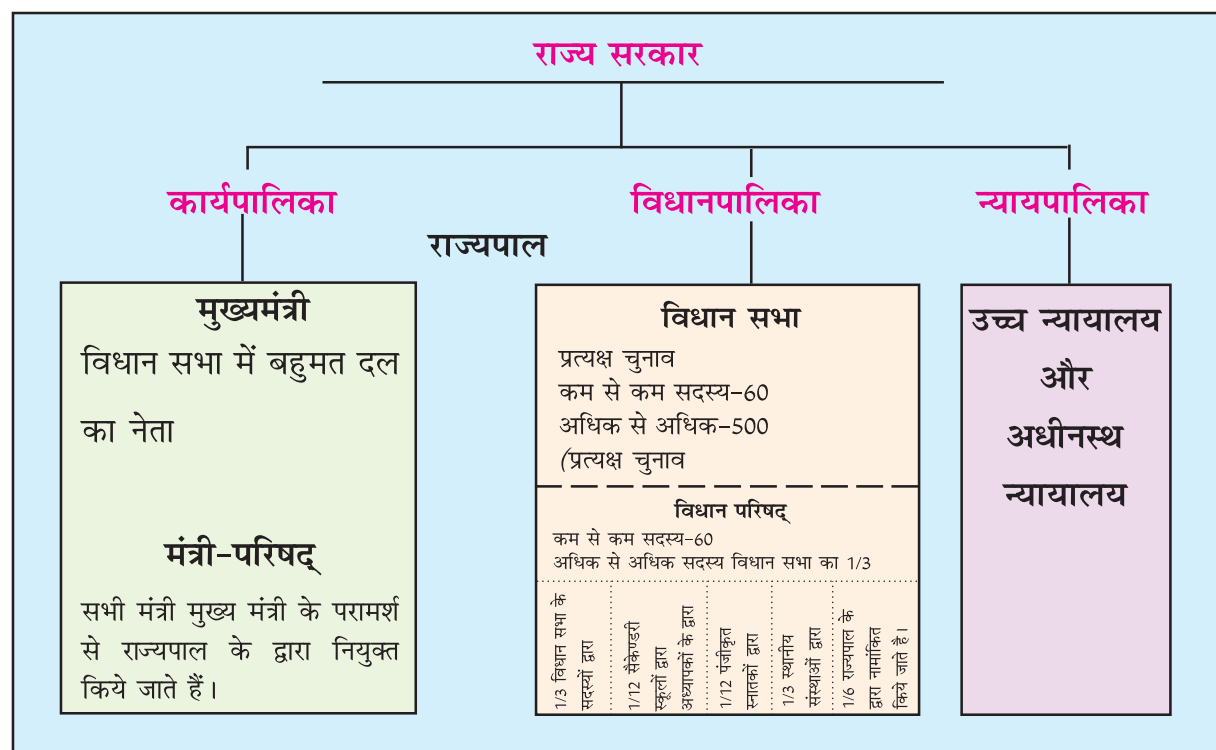 राज्य सरकार
कार्यपालिका
विधानपालिका
न्यायपालिका
राज्यपाल
मुख्यमंत्री
विधान सभा में बहुमत दल
का नेता
मंत्री-परिषद्
सभी मंत्री मुख्य मंत्री के परामर्श
से राज्यपाल के द्वारा नियुक्त
किये जाते हैं।
विधान सभा
प्रत्यक्ष चुनाव
कम से कम सदस्य-60
अधिक से अधिक-500
(प्रत्यक्ष चुनाव
विधान परिषद्
कम से कम सदस्य-60
अधिक से अधिक सदस्य विधान सभा का 1/3
1/3 विधान सभा के
सदस्यों द्वारा
1/12 सैकेण्डरी
स्कूलों द्वारा
अध्यापकों के द्वारा
1/12 पंजीकृत
स्नातकों द्वारा
1/3 स्थानीय
संस्थाओं द्वारा
1/6 राज्यपाल के
द्वारा नामांकित
किये जाते है।
उच्च न्यायालय
और
अधीनस्थ
न्यायालय